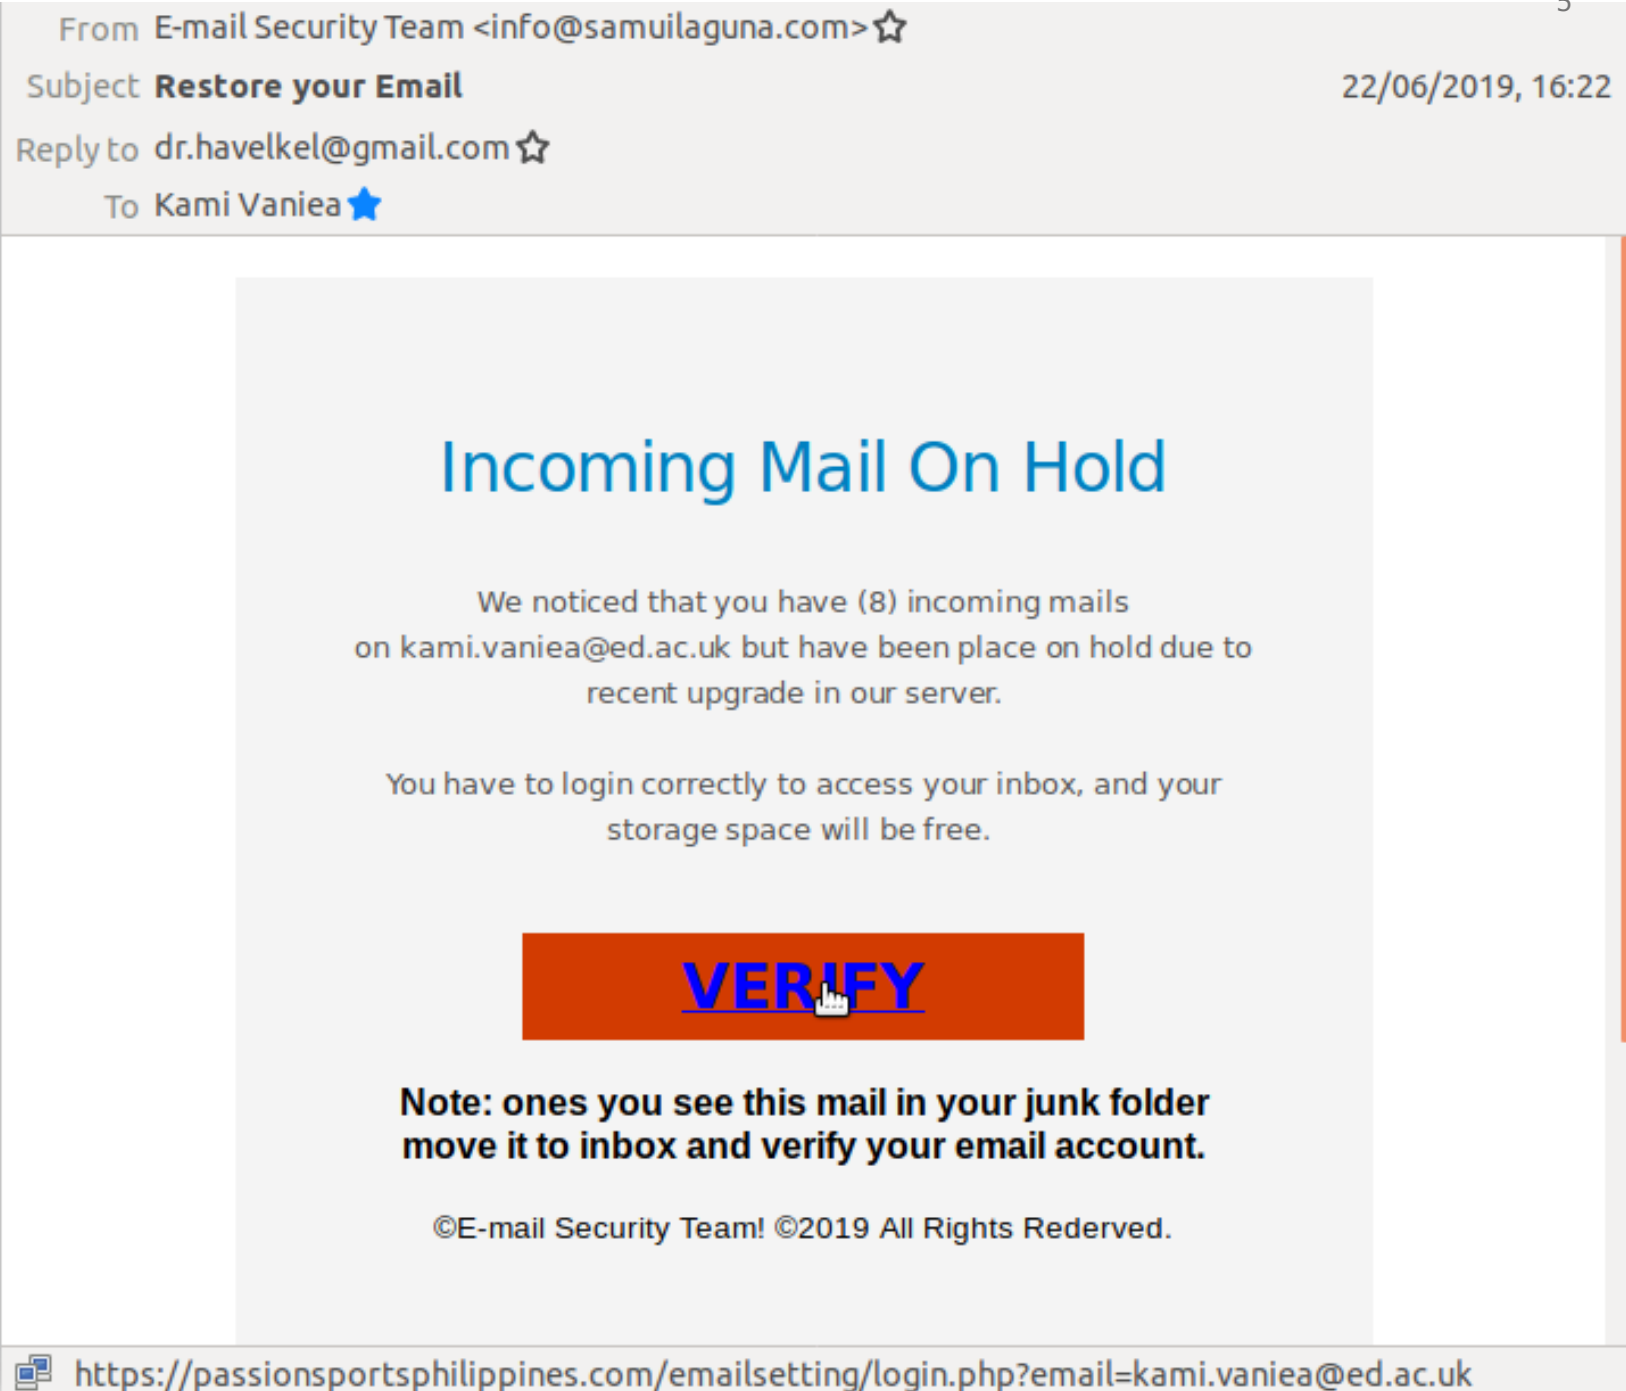 5
From E-mail Security Team <info@samuilaguna.com>
Subject Restore your Email 22/06/2019, 16:22
Reply to dr.havelkel@gmail.com
To Kami Vaniea
Incoming Mail On Hold
We noticed that you have (8) incoming mails
on kami.vaniea@ed.ac.uk but have been place on hold due to
recent upgrade in our server.
You have to login correctly to access your inbox, and your
storage space will be free.
VERIFY
Note: ones you see this mail in your junk folder
move it to inbox and verify your email account.
©E-mail Security Team! ©2019 All Rights Rederved.
https://passionsportsphilippines.com/emailsetting/login.php?email=kami.vaniea@ed.ac.uk